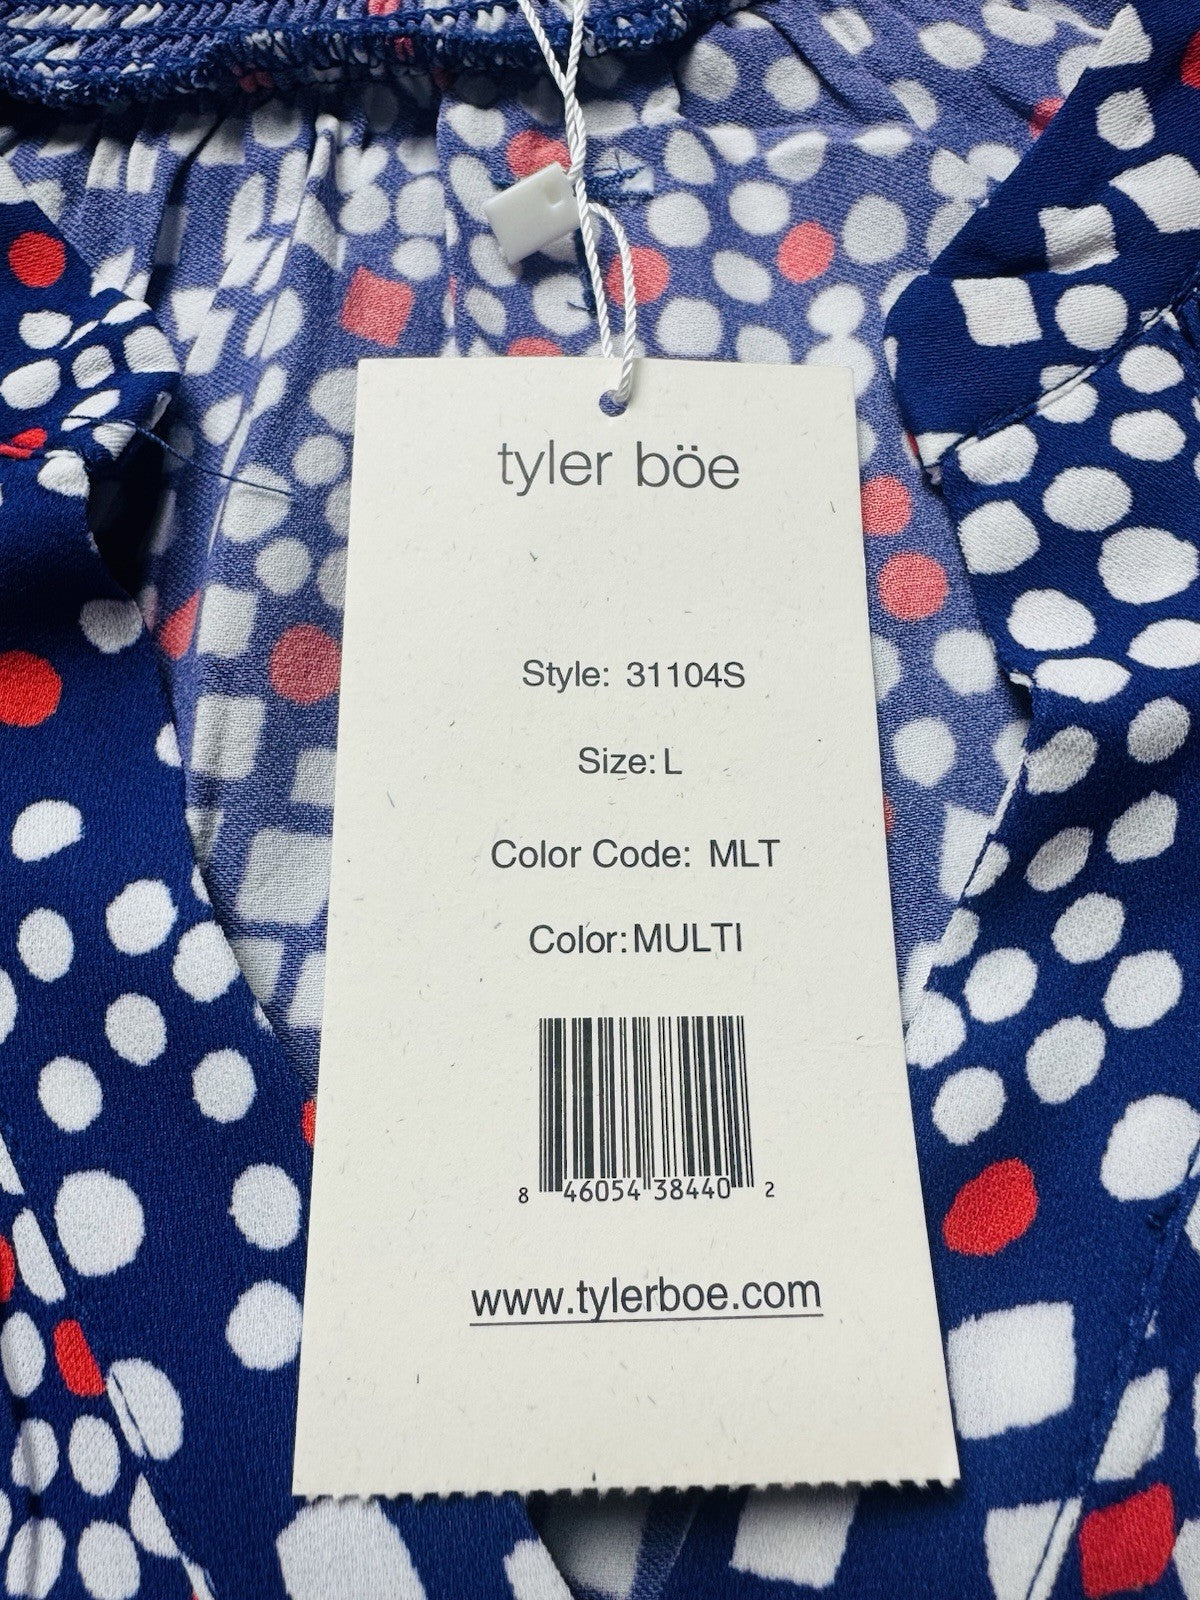 tyler böe
Style: 31104S
Size: L
Color Code: MLT
Color: MULTI
8 46054 38440 2
www.tylerboe.com